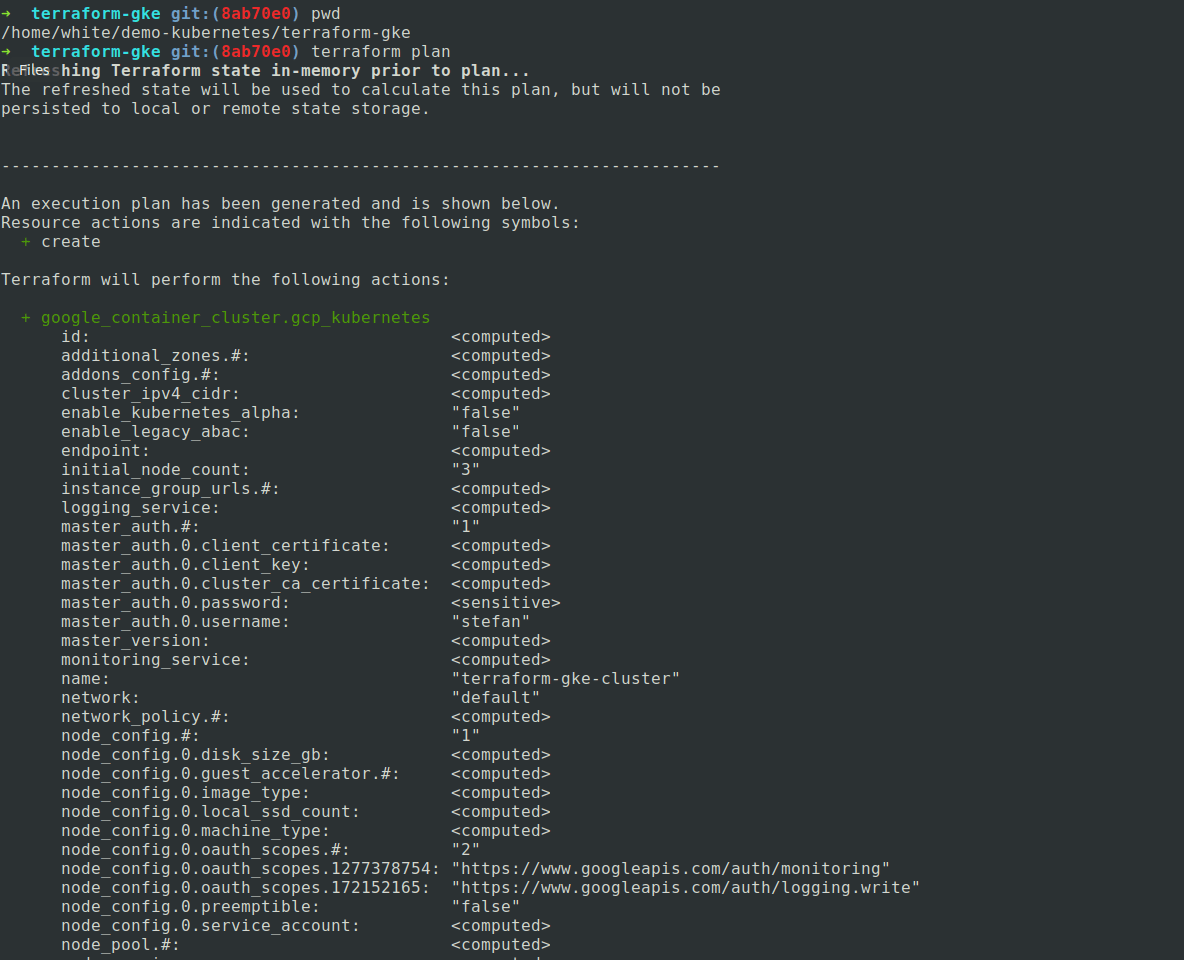 ➜  terraform-gke git:(8ab70e0) pwd
/home/white/demo-kubernetes/terraform-gke
➜  terraform-gke git:(8ab70e0) terraform plan
Refreshing Terraform state in-memory prior to plan...
Files
The refreshed state will be used to calculate this plan, but will not be
persisted to local or remote state storage.
------------------------------------------------------------------------
An execution plan has been generated and is shown below.
Resource actions are indicated with the following symbols:
  + create
Terraform will perform the following actions:
  + google_container_cluster.gcp_kubernetes
      id:                                    <computed>
      additional_zones.#:                    <computed>
      addons_config.#:                       <computed>
      cluster_ipv4_cidr:                     <computed>
      enable_kubernetes_alpha:               "false"
      enable_legacy_abac:                    "false"
      endpoint:                              <computed>
      initial_node_count:                    "3"
      instance_group_urls.#:                 <computed>
      logging_service:                       <computed>
      master_auth.#:                         "1"
      master_auth.0.client_certificate:      <computed>
      master_auth.0.client_key:              <computed>
      master_auth.0.cluster_ca_certificate:  <computed>
      master_auth.0.password:                <sensitive>
      master_auth.0.username:                "stefan"
      master_version:                        <computed>
      monitoring_service:                    <computed>
      name:                                  "terraform-gke-cluster"
      network:                               "default"
      network_policy.#:                      <computed>
      node_config.#:                         "1"
      node_config.0.disk_size_gb:            <computed>
      node_config.0.guest_accelerator.#:     <computed>
      node_config.0.image_type:              <computed>
      node_config.0.local_ssd_count:         <computed>
      node_config.0.machine_type:            <computed>
      node_config.0.oauth_scopes.#:          "2"
      node_config.0.oauth_scopes.1277378754: "https://www.googleapis.com/auth/monitoring"
      node_config.0.oauth_scopes.172152165:  "https://www.googleapis.com/auth/logging.write"
      node_config.0.preemptible:             "false"
      node_config.0.service_account:         <computed>
      node_pool.#:                           <computed>